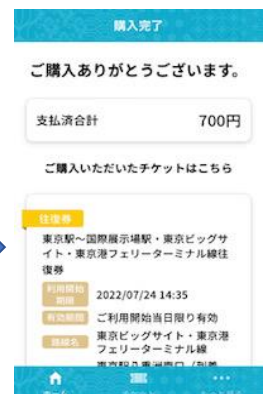 購入完了
ご購入ありがとうございます。
支払済合計 700円
ご購入いただいたチケットはこちら
往復券
東京駅～国際展示場駅・東京ビッグサ
イト・東京港フェリーターミナル線往
復券
利用開始
期限 2022/07/24 14:35
有効期間 ご利用開始当日限り有効
路線名 東京ビッグサイト・東京港
フェリーターミナル線